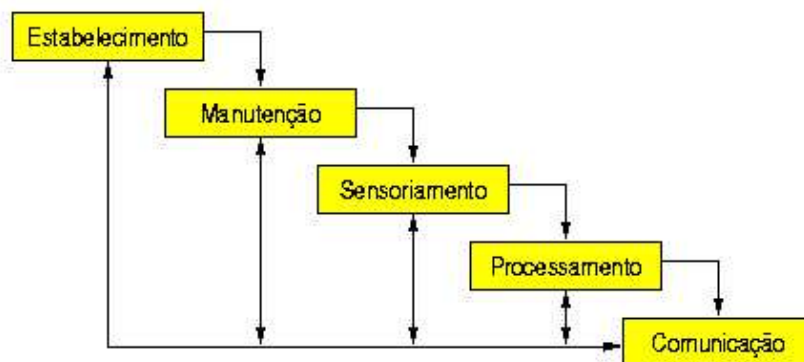 Estabelecimento
Manutenção
Sensoriamento
Processamento
Comunicação